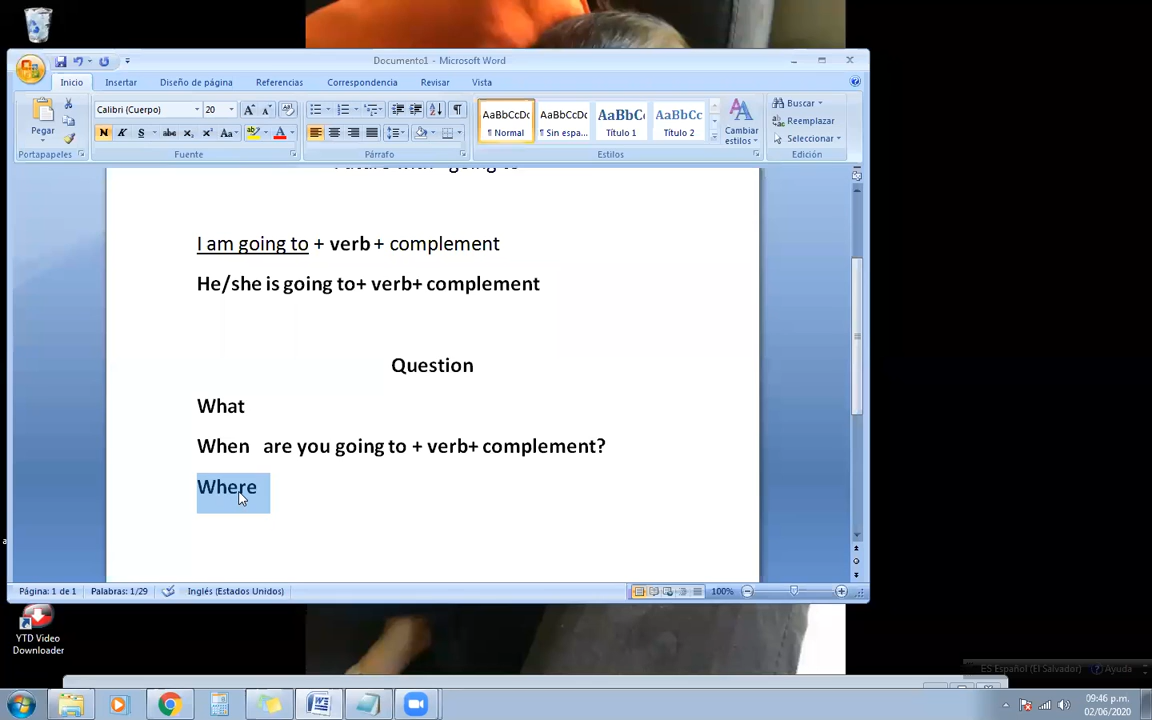 Documento1 - Microsoft Word
Inicio
Insertar
Diseño de página
Referencias
Correspondencia
Revisar
Vista
Pegar
Portapapeles
Calibri (Cuerpo)
20
Fuente
Párrafo
AaBbCcDc
¶ Normal
AaBbCcDc
¶ Sin espa...
AaBbC
Título 1
AaBbCc
Título 2
Cambiar
estilos
Estilos
Buscar
Reemplazar
Seleccionar
Edición
going to
I am going to + verb + complement
He/she is going to+ verb+ complement
Question
What
When are you going to + verb+ complement?
Where
Página: 1 de 1
Palabras: 1/29
Inglés (Estados Unidos)
100%
YTD Video
Downloader
ES Español (El Salvador)
Ayuda
09:46 p.m.
02/06/2020